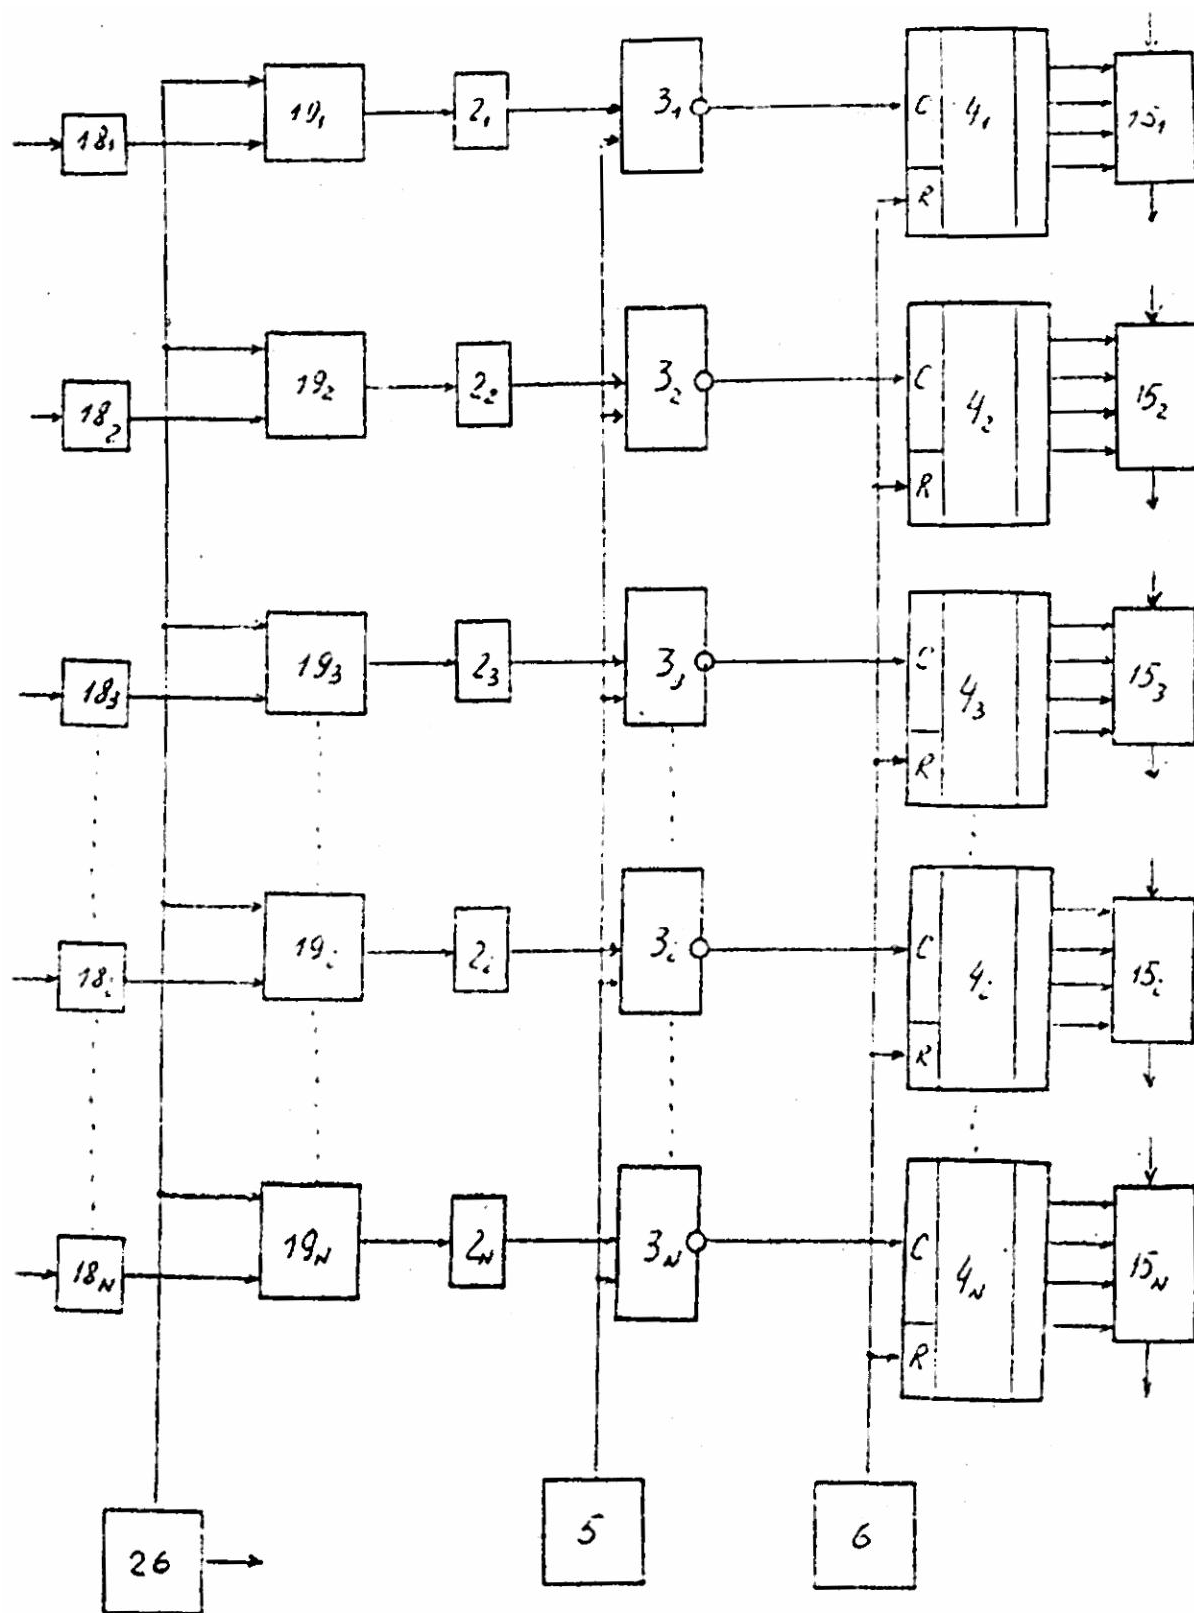 18₁ 19₁ 2₁ 3₁ C 4₁ 15₁
R
18₂ 19₂ 2₂ 3₂ C 4₂ 15₂
R
18₃ 19₃ 2₃ 3₃ C 4₃ 15₃
R
18i 19i 2i 3i C 4i 15i
R
18N 19N 2N 3N C 4N 15N
R
26 5 6